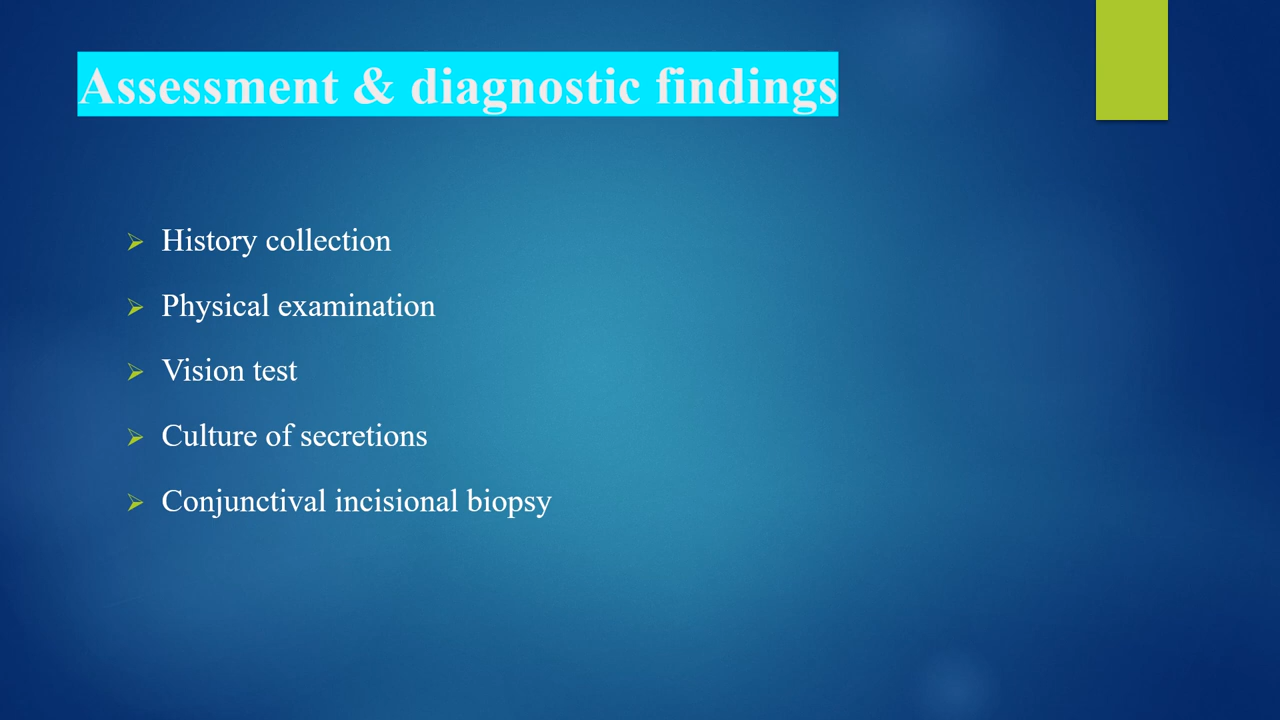 Assessment & diagnostic findings
History collection
Physical examination
Vision test
Culture of secretions
Conjunctival incisional biopsy